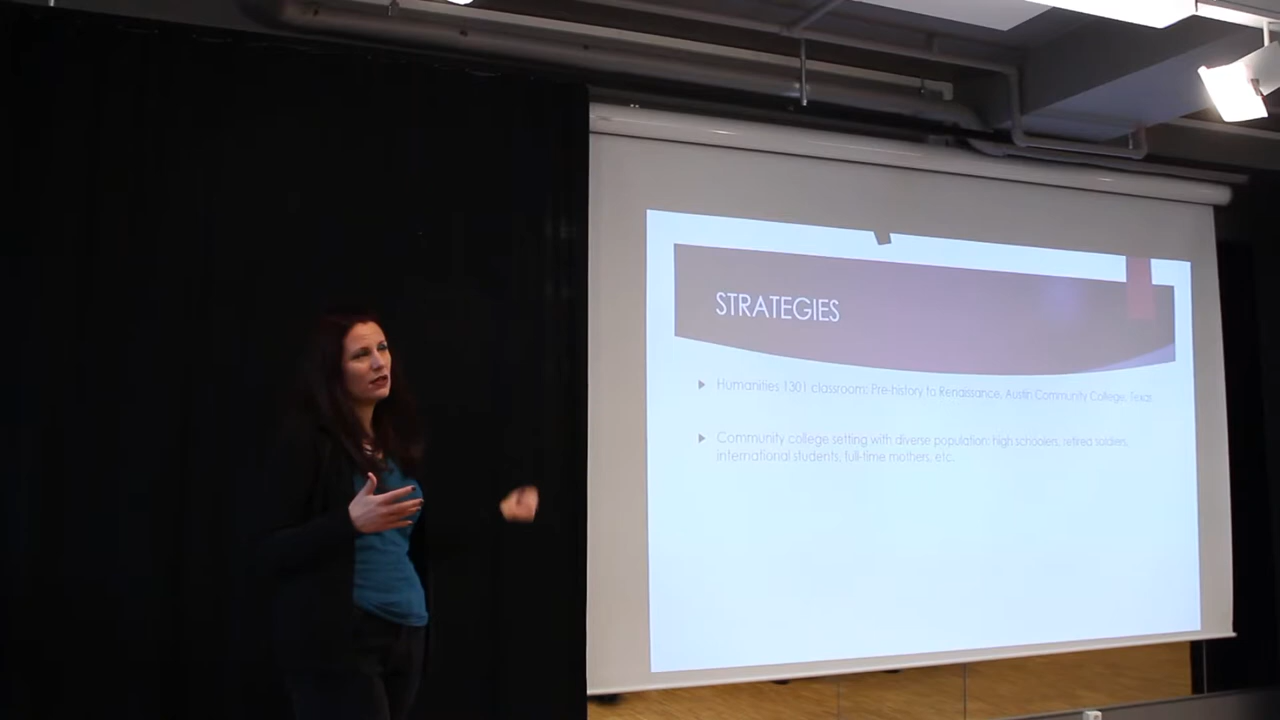 STRATEGIES
Humanities 1301 classroom: Pre-history to Renaissance, Austin Community College, Texas
Community college setting with diverse population: high schoolers, retired soldiers,
international students, full-time mothers, etc.